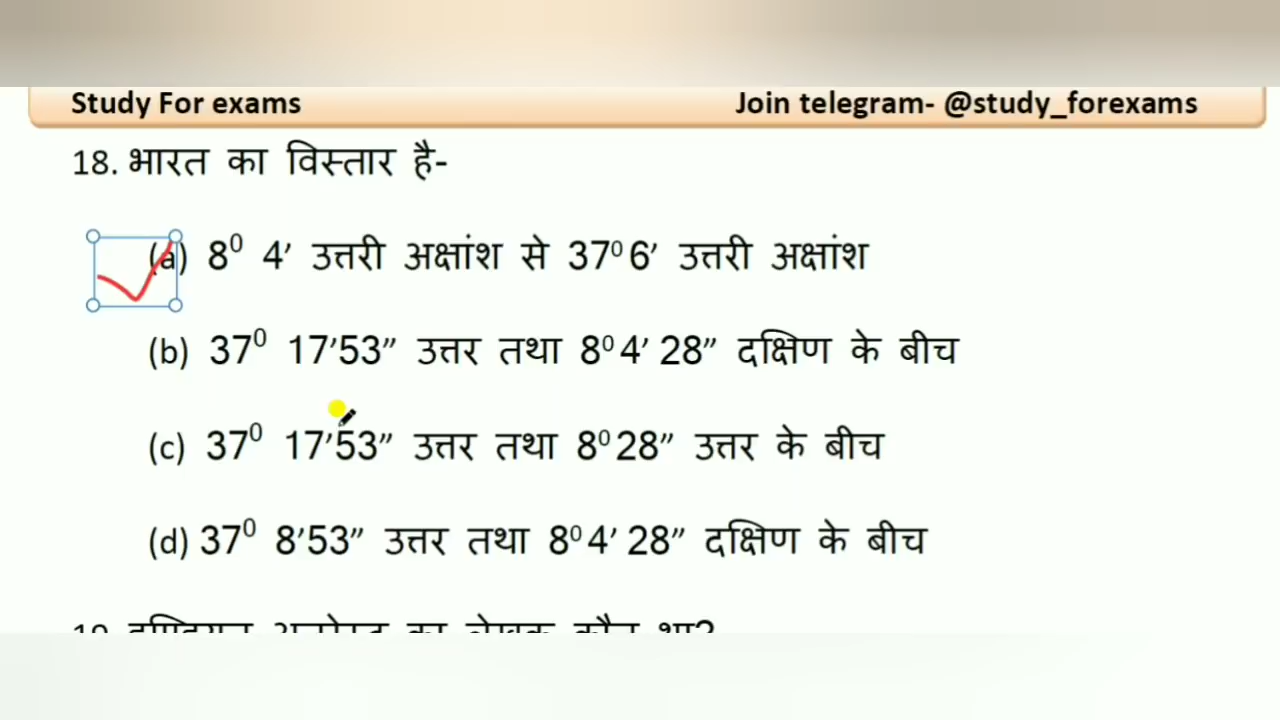 Study For exams
Join telegram- @study_forexams
18. भारत का विस्तार है-
(a) 8⁰ 4’ उत्तरी अक्षांश से 37⁰ 6’ उत्तरी अक्षांश
(b) 37⁰ 17’53” उत्तर तथा 8⁰ 4’ 28” दक्षिण के बीच
(c) 37⁰ 17’53” उत्तर तथा 8⁰ 28” उत्तर के बीच
(d) 37⁰ 8’53” उत्तर तथा 8⁰ 4’ 28” दक्षिण के बीच